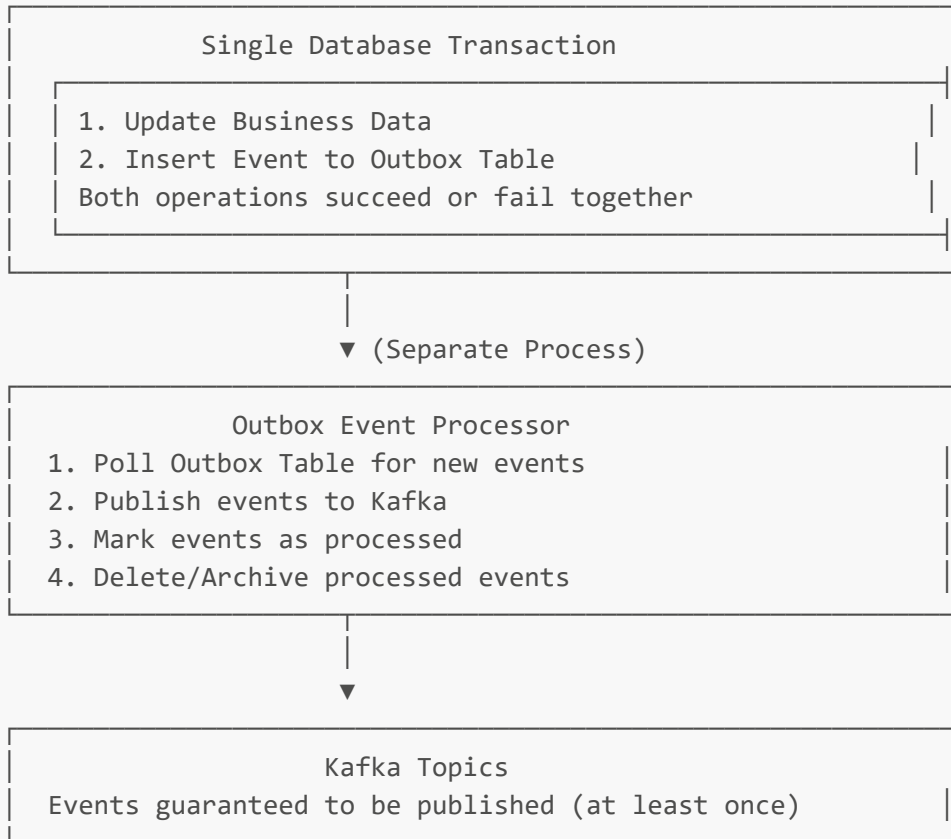 Single Database Transaction
1. Update Business Data
2. Insert Event to Outbox Table
Both operations succeed or fail together
▼ (Separate Process)
Outbox Event Processor
1. Poll Outbox Table for new events
2. Publish events to Kafka
3. Mark events as processed
4. Delete/Archive processed events
▼
Kafka Topics
Events guaranteed to be published (at least once)